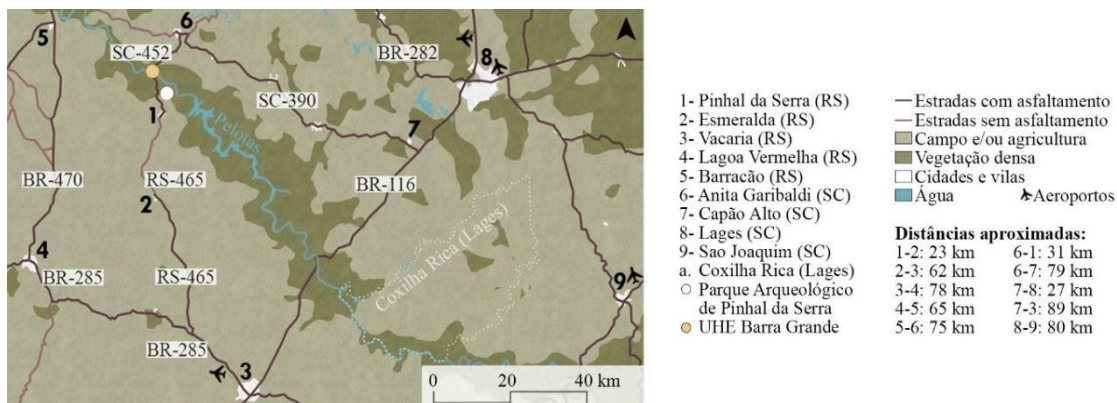 5
6
SC-452
BR-282
8
1
SC-390
Pelotas
7
BR-470
RS-465
BR-116
2
4
BR-285
RS-465
Coxilha Rica (Lages)
9
BR-285
3
0 20 40 km
1- Pinhal da Serra (RS)
2- Esmeralda (RS)
3- Vacaria (RS)
4- Lagoa Vermelha (RS)
5- Barracão (RS)
6- Anita Garibaldi (SC)
7- Capão Alto (SC)
8- Lages (SC)
9- Sao Joaquim (SC)
a. Coxilha Rica (Lages)
Parque Arqueológico
de Pinhal da Serra
UHE Barra Grande
Estradas com asfaltamento
Estradas sem asfaltamento
Campo e/ou agricultura
Vegetação densa
Cidades e vilas
Água Aeroportos
Distâncias aproximadas:
1-2: 23 km 6-1: 31 km
2-3: 62 km 6-7: 79 km
3-4: 78 km 7-8: 27 km
4-5: 65 km 7-3: 89 km
5-6: 75 km 8-9: 80 km